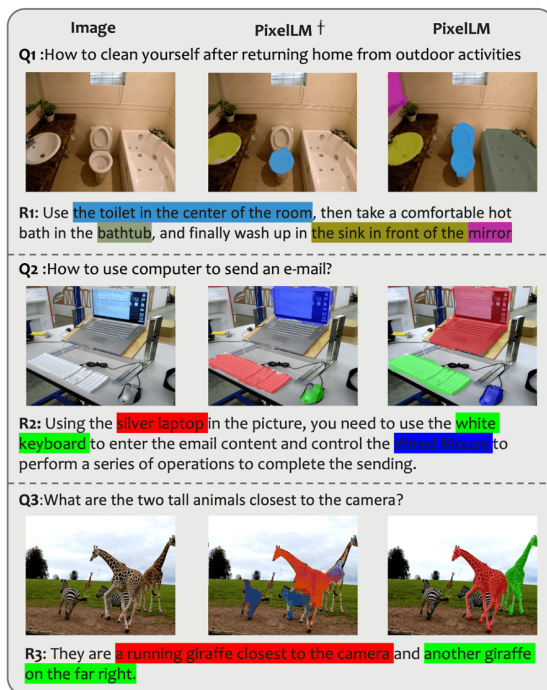 Image PixelLM † PixelLM
Q1 :How to clean yourself after returning home from outdoor activities
R1: Use the toilet in the center of the room, then take a comfortable hot
bath in the bathtub, and finally wash up in the sink in front of the mirror
Q2 :How to use computer to send an e-mail?
R2: Using the silver laptop in the picture, you need to use the white
keyboard to enter the email content and control the Wired Mouse to
perform a series of operations to complete the sending.
Q3:What are the two tall animals closest to the camera?
R3: They are a running giraffe closest to the camera and another giraffe
on the far right.